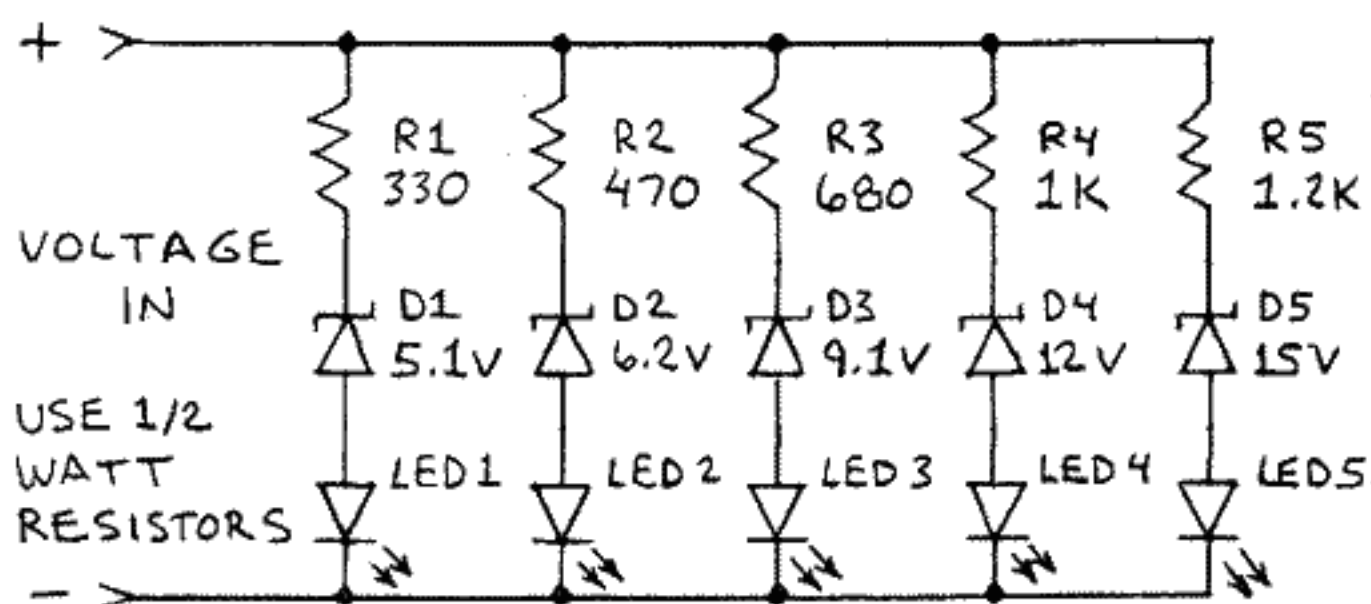 +
R1
330
R2
470
R3
680
R4
1K
R5
1.2K
VOLTAGE
IN
D1
5.1V
D2
6.2V
D3
9.1V
D4
12V
D5
15V
USE 1/2
WATT
RESISTORS
LED1
LED2
LED3
LED4
LED5
-